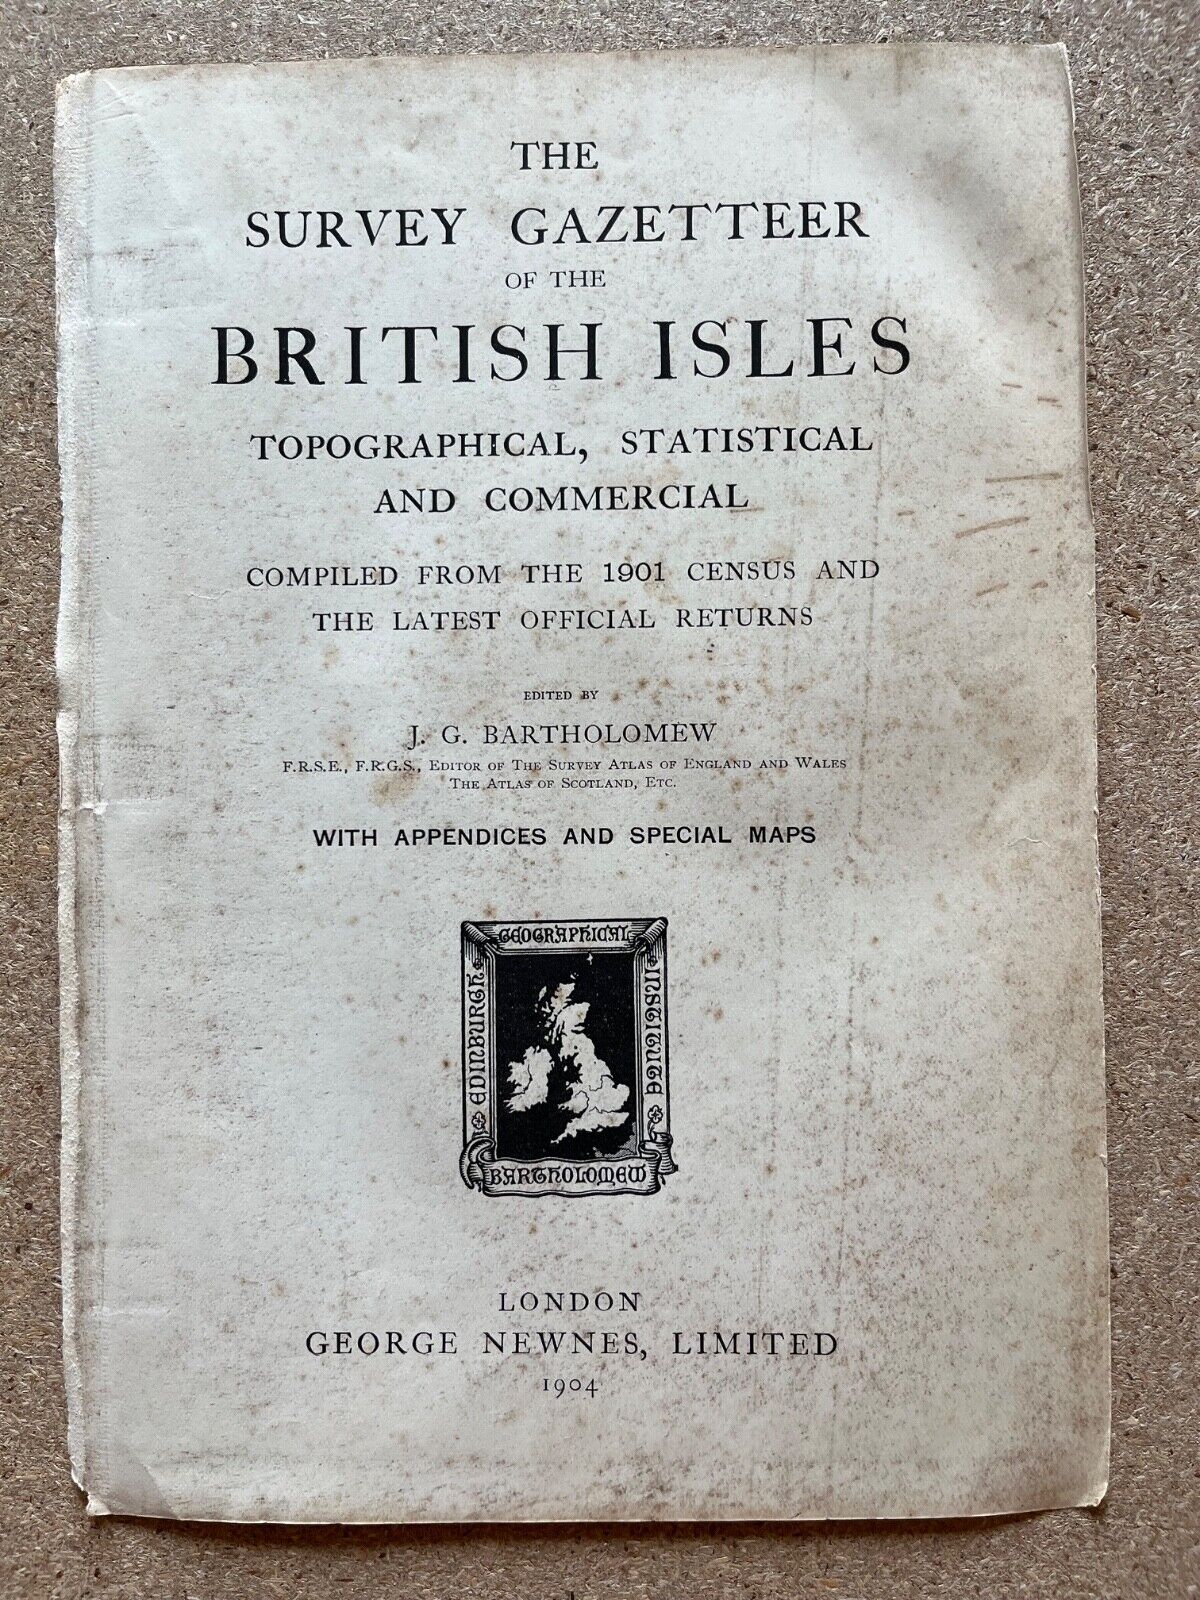 THE
SURVEY GAZETTEER
OF THE
BRITISH ISLES
TOPOGRAPHICAL, STATISTICAL
AND COMMERCIAL
COMPILED FROM THE 1901 CENSUS AND
THE LATEST OFFICIAL RETURNS
EDITED BY
J. G. BARTHOLOMEW
F.R.S.E., F.R.G.S., EDITOR OF THE SURVEY ATLAS OF ENGLAND AND WALES
THE ATLAS OF SCOTLAND, ETC.
WITH APPENDICES AND SPECIAL MAPS
EDINBURGH
GEOGRAPHICAL
INSTITUTE
BARTHOLOMEW
LONDON
GEORGE NEWNES, LIMITED
1904